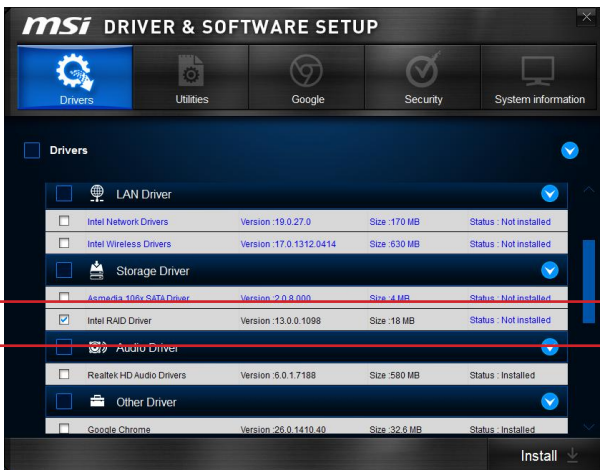 msi DRIVER & SOFTWARE SETUP
Drivers Utilities Google Security System information
Drivers
LAN Driver
Intel Network Drivers Version :19.0.27.0 Size :170 MB Status : Not installed
Intel Wireless Drivers Version :17.0.1312.0414 Size :630 MB Status : Not installed
Storage Driver
Asmedia 106x SATA Driver Version :2.0.8.000 Size :4 MB Status : Not installed
Intel RAID Driver Version :13.0.0.1098 Size :18 MB Status : Not installed
Audio Driver
Realtek HD Audio Drivers Version :6.0.1.7188 Size :580 MB Status : Installed
Other Driver
Google Chrome Version :26.0.1410.40 Size :32.6 MB Status : Installed
Install